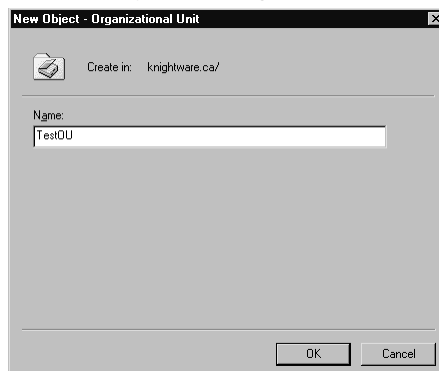 New Object - Organizational Unit
Create in: knightware.ca/
Name:
TestOU
OK Cancel